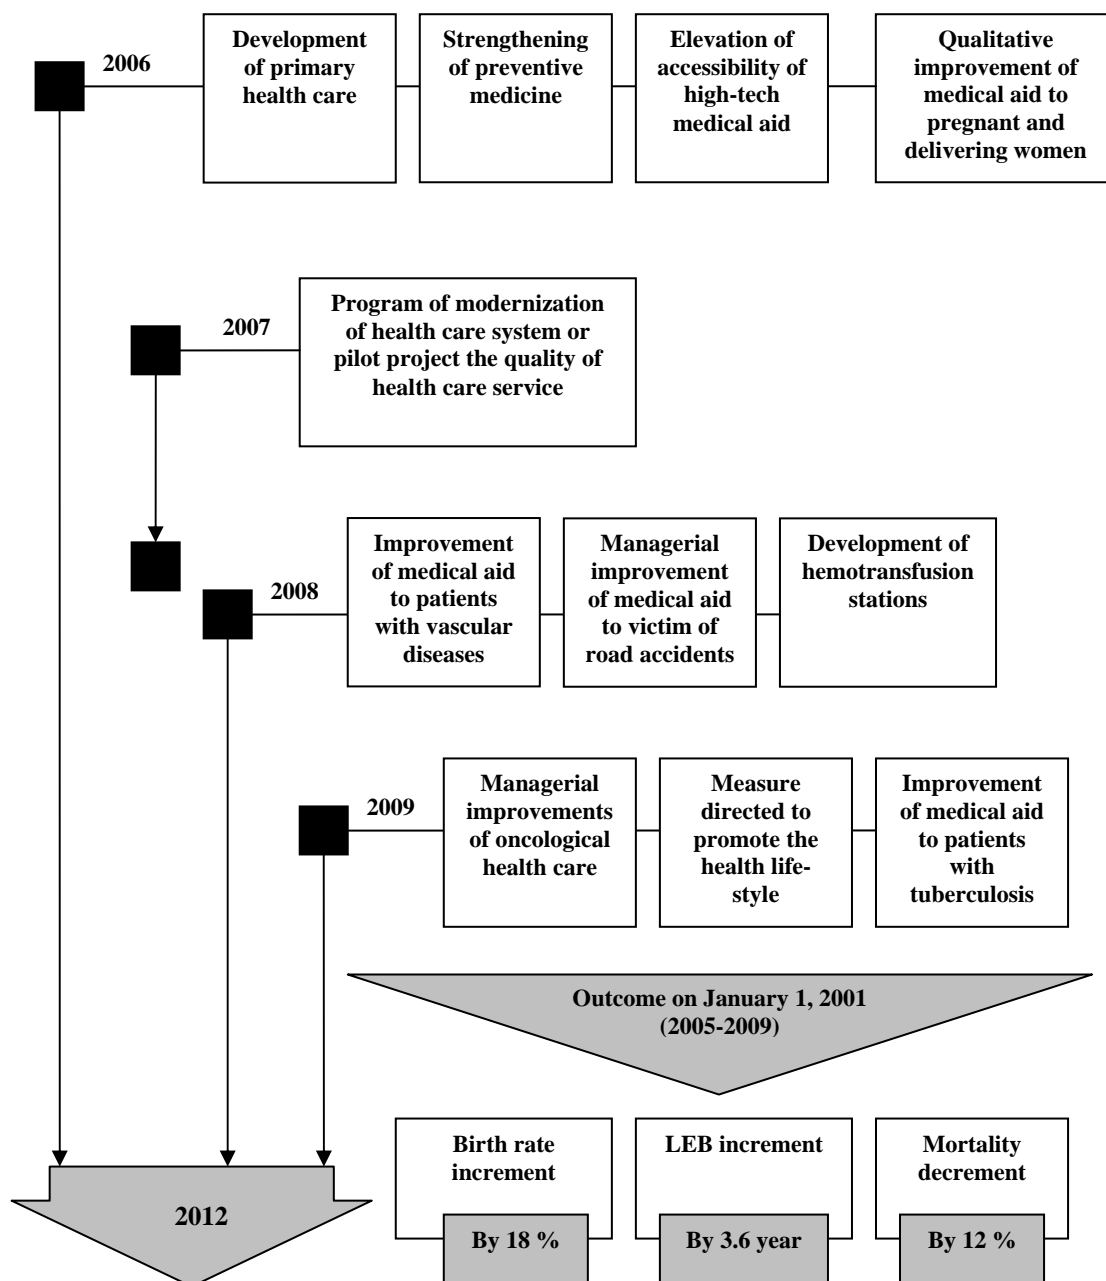 2006
Development
of primary
health care
Strengthening
of preventive
medicine
Elevation of
accessibility of
high-tech
medical aid
Qualitative
improvement of
medical aid to
pregnant and
delivering women
2007
Program of modernization
of health care system or
pilot project the quality of
health care service
2008
Improvement
of medical aid
to patients
with vascular
diseases
Managerial
improvement
of medical aid
to victim of
road accidents
Development of
hemotransfusion
stations
2009
Managerial
improvements
of oncological
health care
Measure
directed to
promote the
health life-
style
Improvement
of medical aid
to patients
with
tuberculosis
Outcome on January 1, 2001
(2005-2009)
Birth rate
increment
By 18 %
LEB increment
By 3.6 year
Mortality
decrement
By 12 %
2012